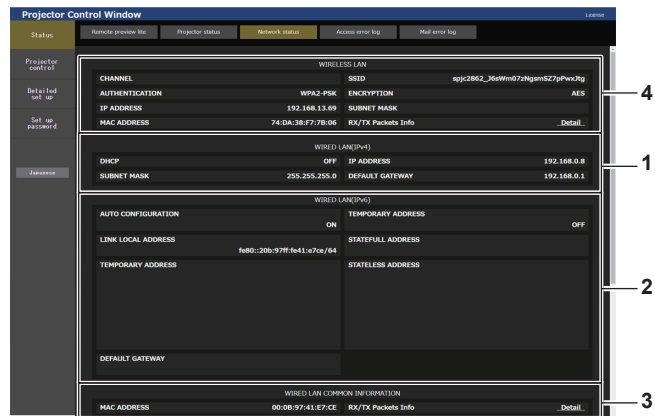 Projector Control Window
License
Status
Remote preview lite Projector status Network status Access error log Mail error log
Projector control
Detailed set up
Set up password
Japanese
WIRELESS LAN
CHANNEL SSID spjc2862_J6sWm07zNgsmSZ7pPwxJtg
AUTHENTICATION WPA2-PSK ENCRYPTION AES
IP ADDRESS 192.168.13.69 SUBNET MASK
MAC ADDRESS 74:DA:38:F7:7B:06 RX/TX Packets Info Detail
4
WIRED LAN(IPv4)
DHCP OFF IP ADDRESS 192.168.0.8
SUBNET MASK 255.255.255.0 DEFAULT GATEWAY 192.168.0.1
1
WIRED LAN(IPv6)
AUTO CONFIGURATION ON TEMPORARY ADDRESS OFF
LINK LOCAL ADDRESS fe80::20b:97ff:fe41:e7ce/64 STATEFULL ADDRESS
TEMPORARY ADDRESS STATELESS ADDRESS
DEFAULT GATEWAY
2
WIRED LAN COMMON INFORMATION
MAC ADDRESS 00:0B:97:41:E7:CE RX/TX Packets Info Detail
3